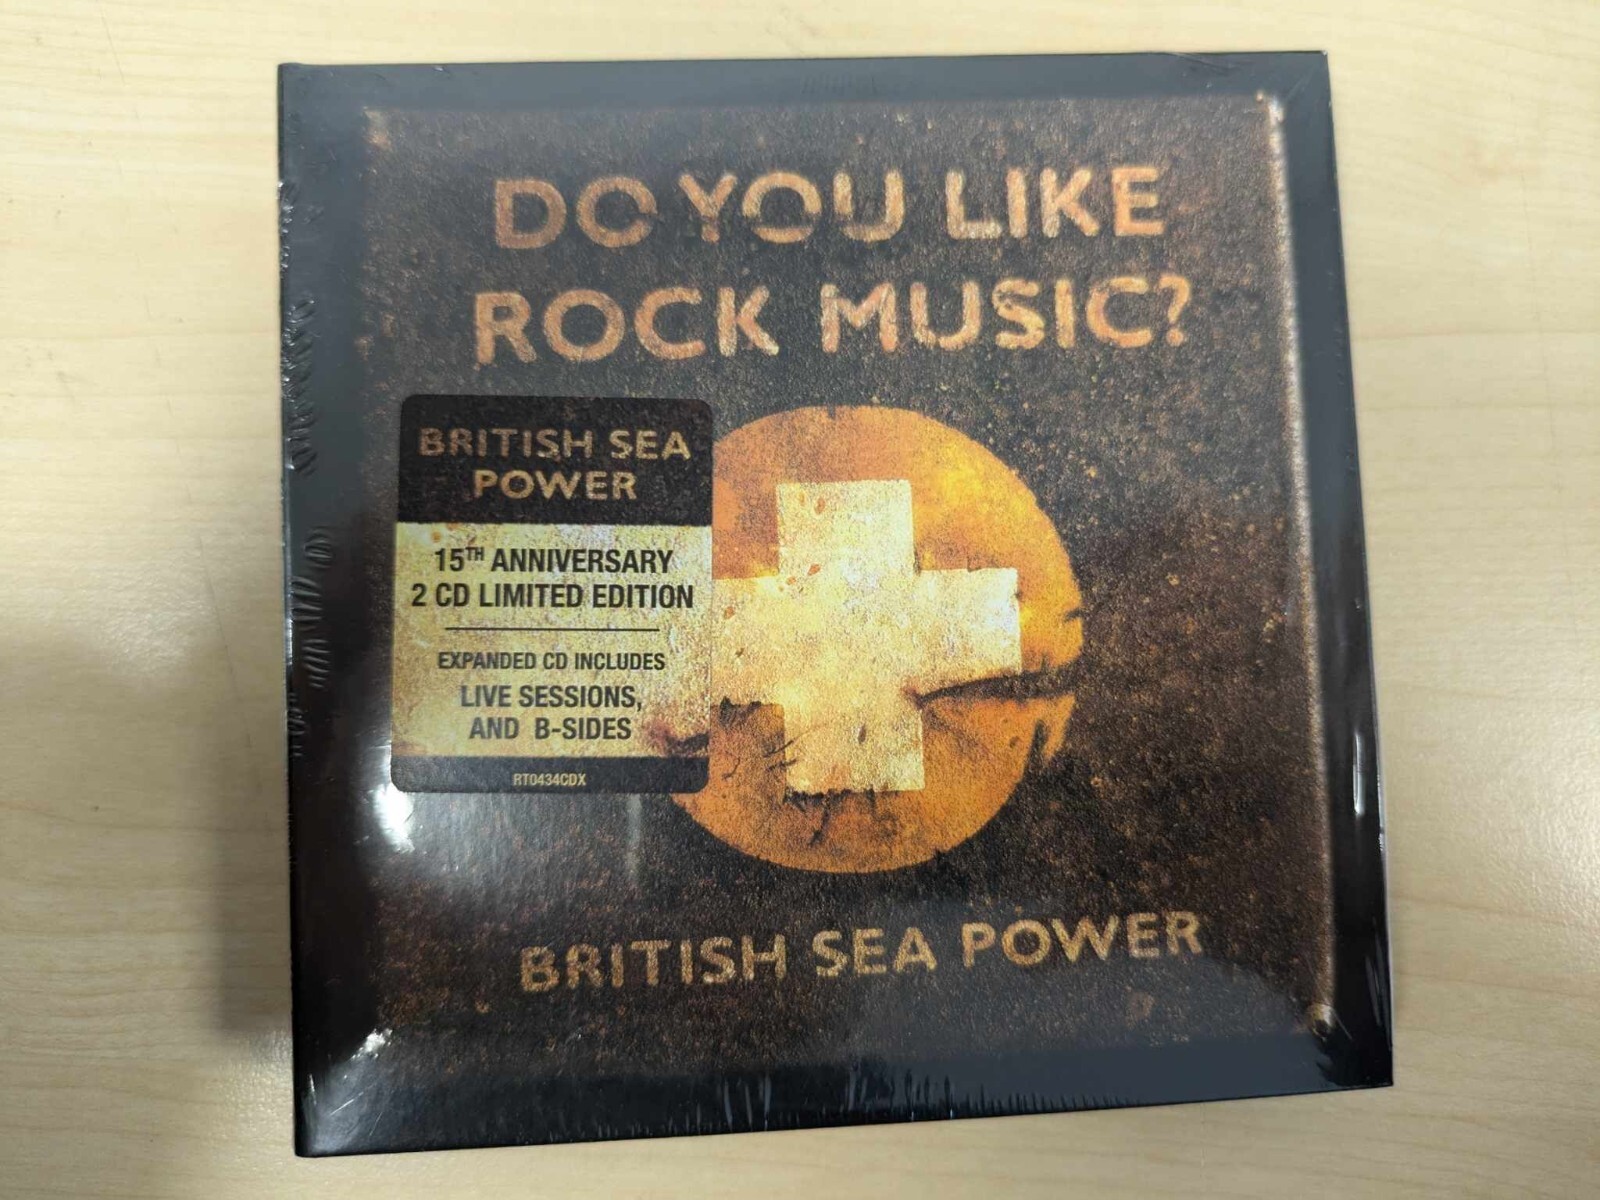 DO YOU LIKE
ROCK MUSIC?
BRITISH SEA
POWER
15TH ANNIVERSARY
2 CD LIMITED EDITION
EXPANDED CD INCLUDES
LIVE SESSIONS,
AND B-SIDES
RT0434CDX
BRITISH SEA POWER